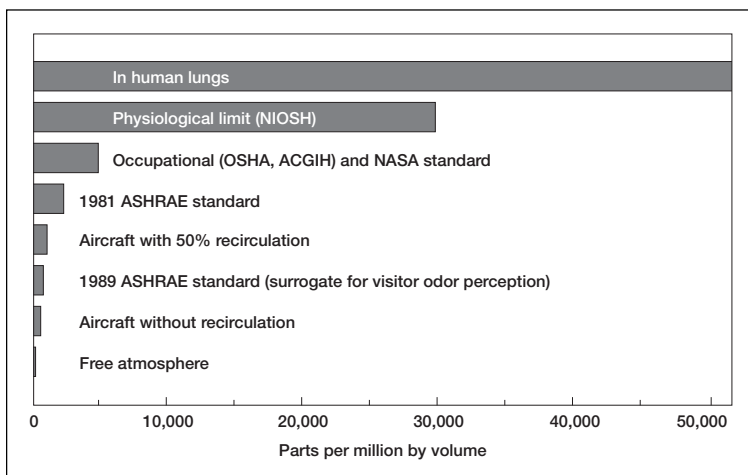 In human lungs
Physiological limit (NIOSH)
Occupational (OSHA, ACGIH) and NASA standard
1981 ASHRAE standard
Aircraft with 50% recirculation
1989 ASHRAE standard (surrogate for visitor odor perception)
Aircraft without recirculation
Free atmosphere
0 10,000 20,000 30,000 40,000 50,000
Parts per million by volume